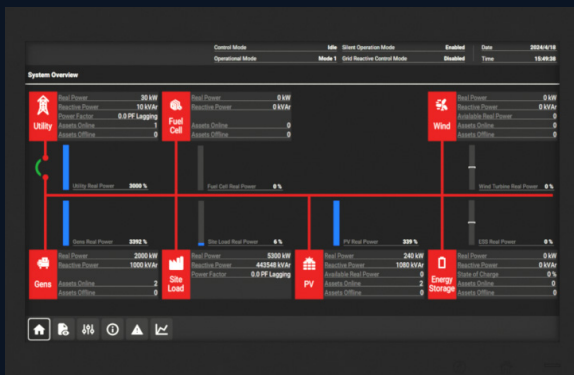 Control Mode Idle Silent Operation Mode Enabled Date 2024/4/18
Operational Mode Mode 1 Grid Reactive Control Mode Disabled Time 15:49:38
System Overview
Utility
Real Power 30 kW
Reactive Power 10 kVAr
Power Factor 0.0 PF Lagging
Assets Online 1
Assets Offline 0
Fuel Cell
Real Power 0 kW
Reactive Power 0 kVAr
Assets Online 0
Assets Offline 0
Wind
Real Power 0 kW
Reactive Power 0 kVAr
Available Real Power 0
Assets Online 0
Assets Offline 0
Utility Real Power 3000 %
Fuel Cell Real Power 0 %
Wind Turbine Real Power 0 %
Gens Real Power 3392 %
Site Load Real Power 6 %
PV Real Power 339 %
ESS Real Power 0 %
Gens
Real Power 2000 kW
Reactive Power 1000 kVAr
Assets Online 2
Assets Offline 0
Site Load
Real Power 5300 kW
Reactive Power 443548 kVAr
Power Factor 0.0 PF Lagging
PV
Real Power 240 kW
Reactive Power 1080 kVAr
Available Real Power 0
Assets Online 2
Assets Offline 0
Energy Storage
Real Power 0 kW
Reactive Power 0 kVAr
State of Charge 0 %
Assets Online 0
Assets Offline 0